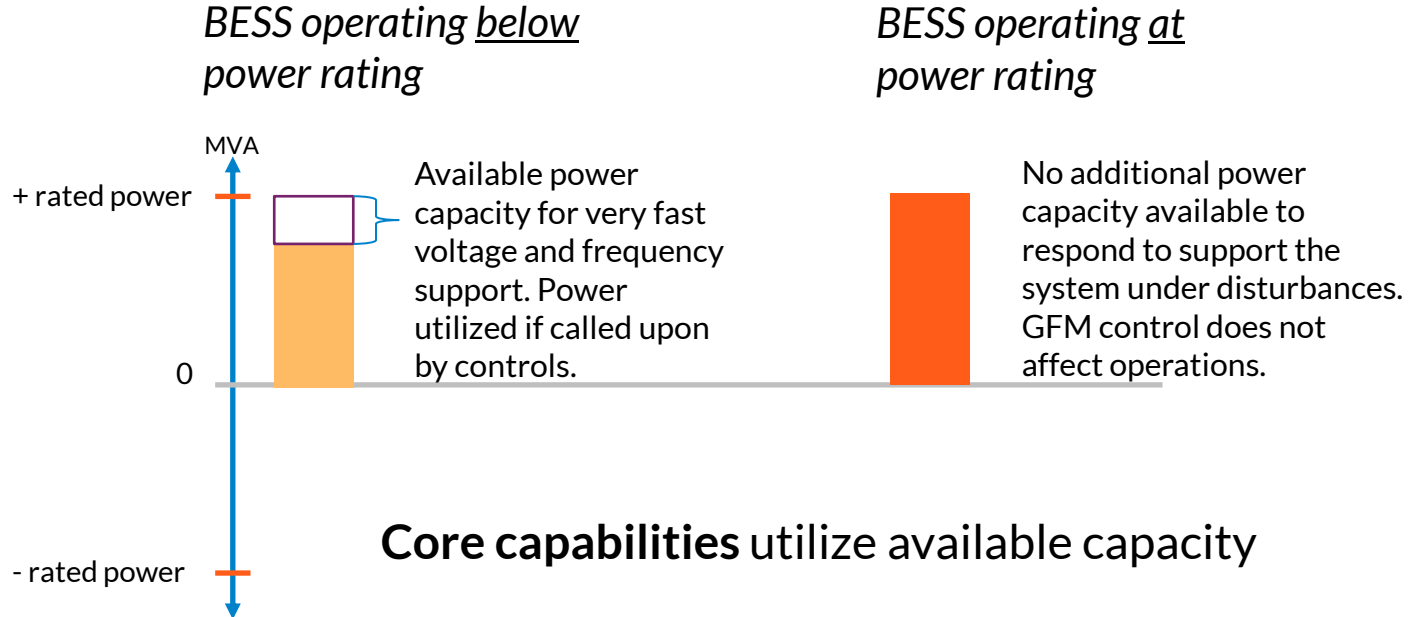 BESS operating below
power rating
BESS operating at
power rating
MVA
+ rated power
Available power
capacity for very fast
voltage and frequency
support. Power
utilized if called upon
by controls.
No additional power
capacity available to
respond to support the
system under disturbances.
GFM control does not
affect operations.
0
Core capabilities utilize available capacity
- rated power